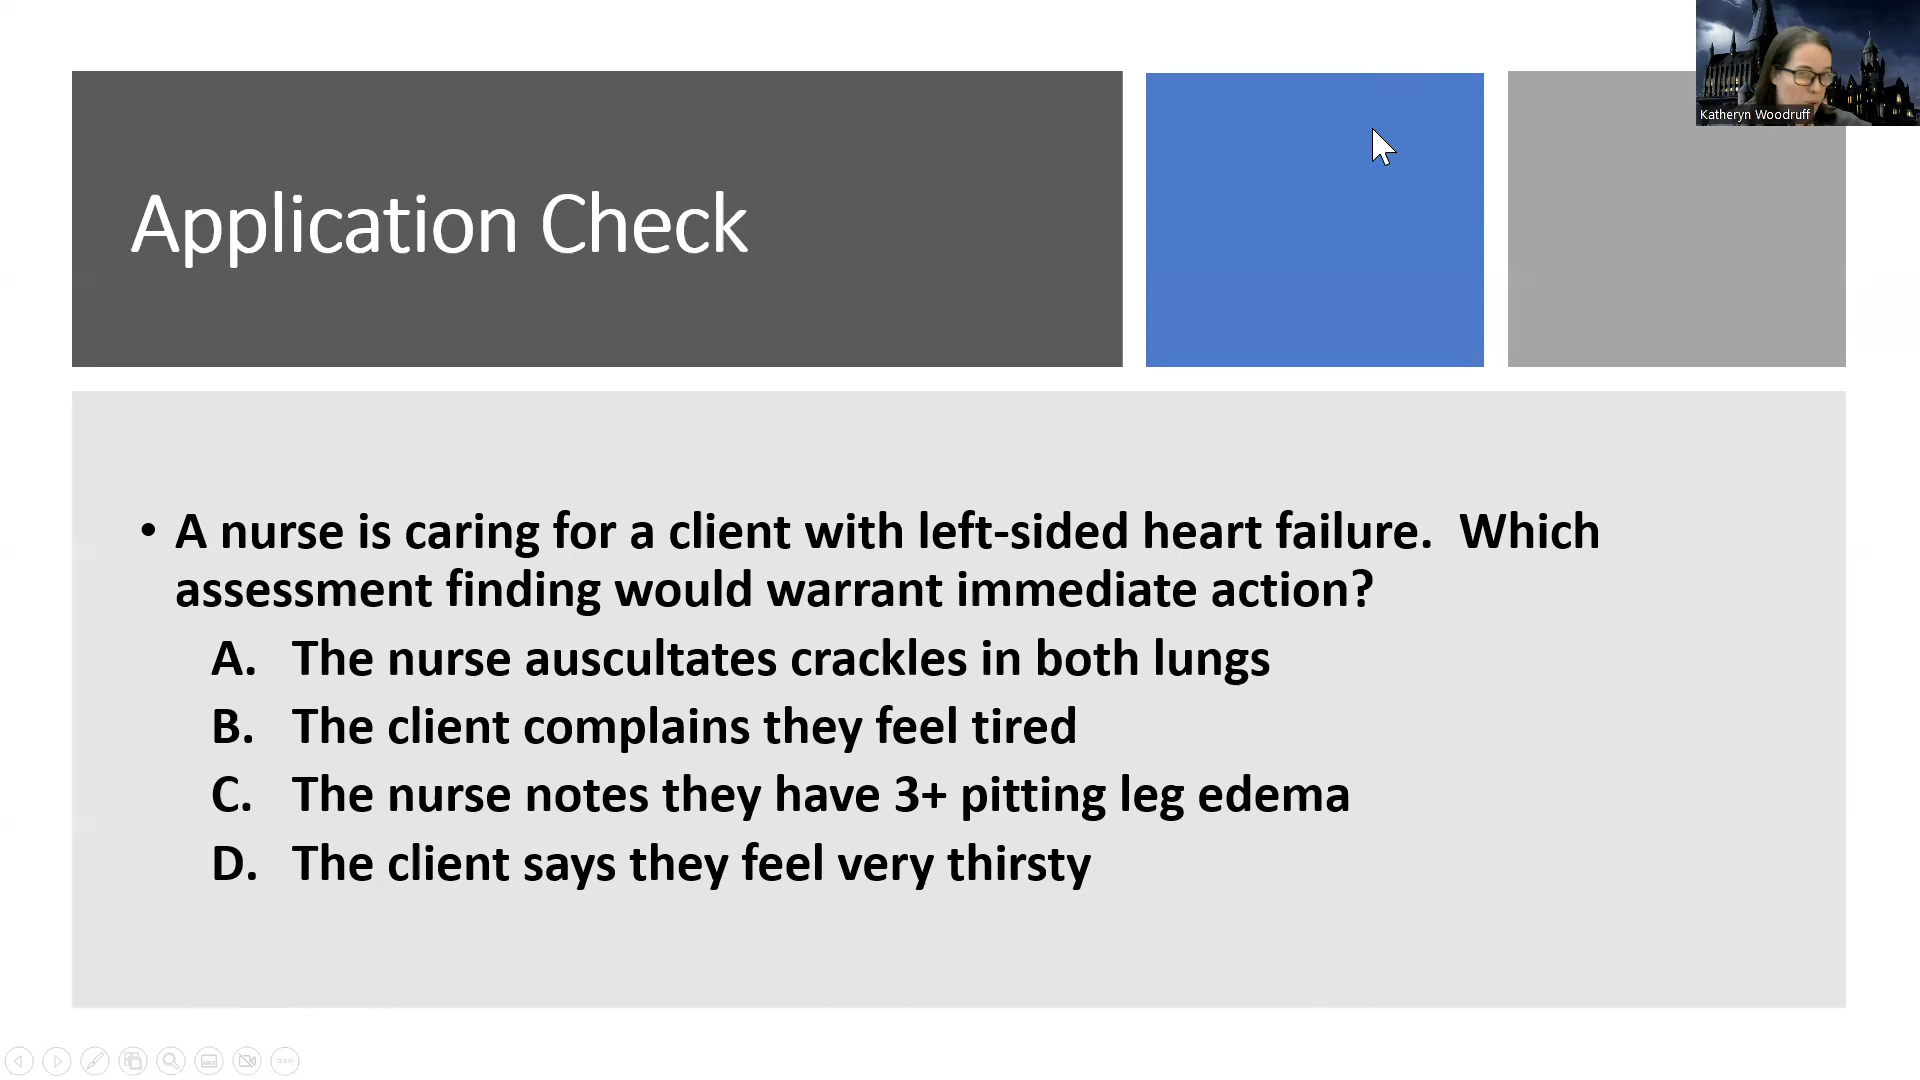 Katheryn Woodruff
Application Check
• A nurse is caring for a client with left-sided heart failure.  Which
assessment finding would warrant immediate action?
A. The nurse auscultates crackles in both lungs
B. The client complains they feel tired
C. The nurse notes they have 3+ pitting leg edema
D. The client says they feel very thirsty